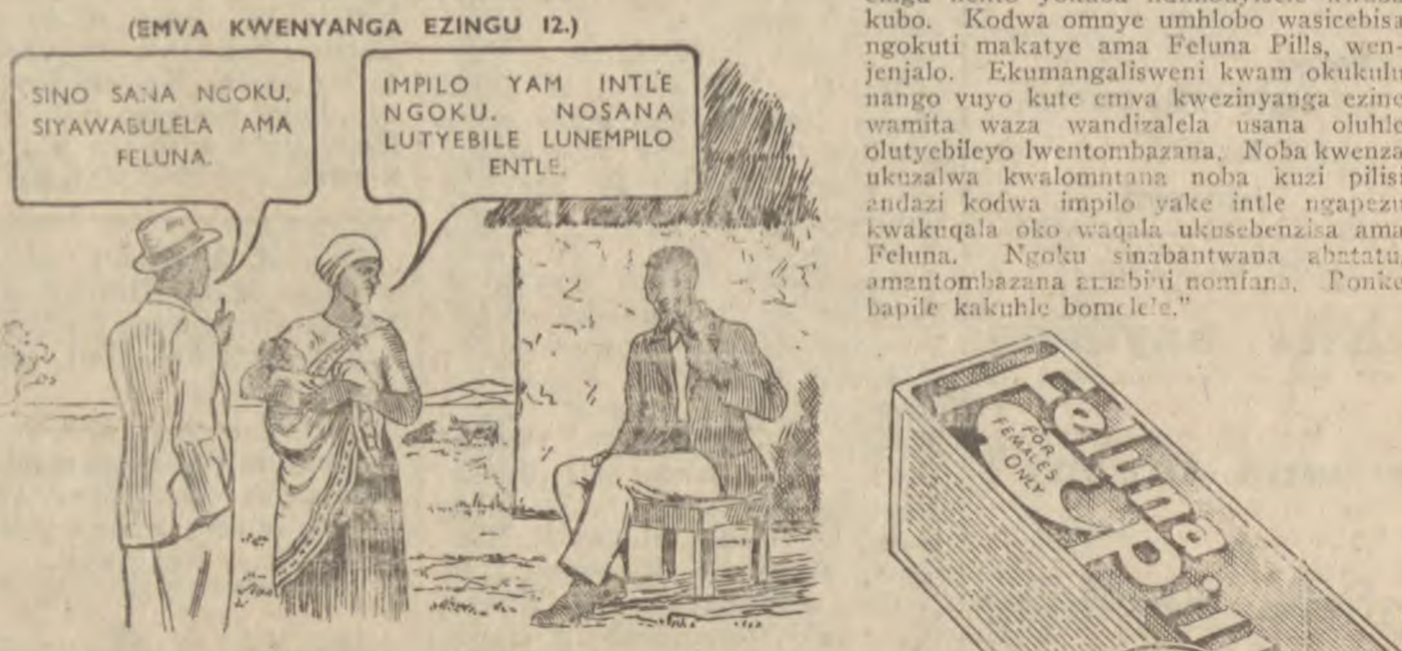 (EMVA KWENYANGA EZINGU 12.)
SINO SANA NGOKU.
SIYAWABULELA AMA
FELUNA.
IMPILO YAM INTLE
NGOKU. NOSANA
LUTYEBILE LUNEMPILO
ENTLE.
kubo. Kodwa omnye umhlobo wasicebisa
ngokuti makatye ama Feluna Pills, wen-
jenjalo. Ekumangalisweni kwam okukulu
nango vuyo kute emva kwezinyanga ezine
wamita waza wandizalela usana oluhle
olutyebileyo lwentombazana. Noba kwenza
ukuzalwa kwalomntana noba kuzi pilisi
andazi kodwa impilo yake intle ngapezu
kwakuqala oko waqala ukusebenzisa ama
Feluna. Ngoku sinabantwana abatatu,
amantombazana amabini nomfana. Bonke
bapile kakuhle bomelele."
Feluna
FOR
FEMALES
ONLY
Pill